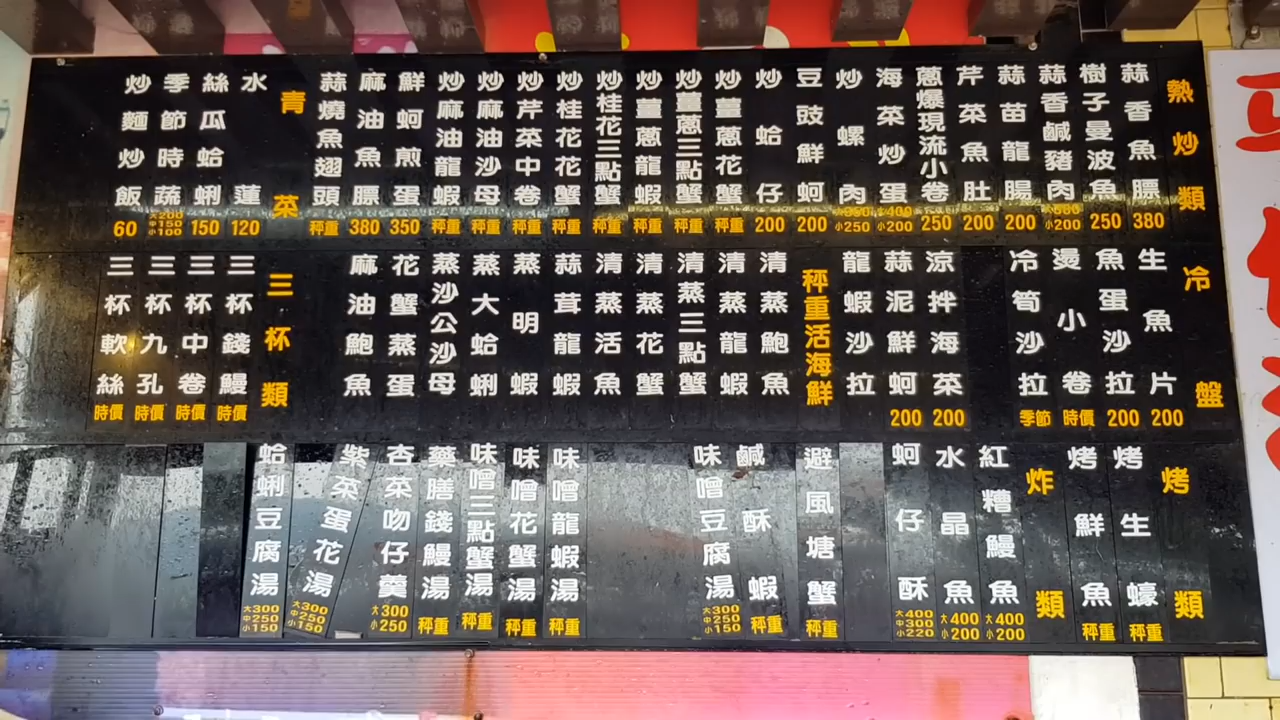 熱炒類
蒜香魚膘 380
樹子曼波魚 250
蒜香鹹豬肉 小200
蒜苗龍腸 200
芹菜魚肚 200
蔥爆現流小卷 250
海菜炒蛋 大400 小200
炒螺肉 小250
豆豉鮮蚵 200
炒蛤仔 200
炒薑蔥花蟹 秤重
炒薑蔥三點蟹 秤重
炒薑蔥龍蝦 秤重
炒桂花三點蟹 秤重
炒桂花花蟹 秤重
炒芹菜中卷 秤重
炒麻油沙母 秤重
炒麻油龍蝦 秤重
鮮蚵煎蛋 350
麻油魚膘 380
蒜燒魚翅頭 秤重
青菜
水蓮 120
絲瓜蛤蜊 150
季節時蔬 大200 中150 小100
炒麵炒飯 60
冷盤
生魚片 200
魚蛋沙拉 200
燙小卷 時價
冷筍沙拉 季節
涼拌海菜 200
蒜泥鮮蚵 200
龍蝦沙拉
秤重活海鮮
清蒸鮑魚
清蒸龍蝦
清蒸三點蟹
清蒸花蟹
清蒸活魚
蒜茸龍蝦
蒸明蝦
蒸大蛤蜊
蒸沙公沙母
花蟹蒸蛋
麻油鮑魚
三杯類
三杯錢鰻 時價
三杯中卷 時價
三杯九孔 時價
三杯軟絲 時價
烤類
烤生蠔 秤重
烤鮮魚 秤重
炸類
紅糟鰻魚 大400 小200
水晶魚 大400 小200
蚵仔酥 大400 中300 小220
避風塘蟹 秤重
鹹酥蝦 秤重
味噌豆腐湯 大300 中250 小150
味噌龍蝦湯 秤重
味噌花蟹湯 秤重
味噌三點蟹湯 秤重
藥膳錢鰻湯 秤重
杏菜吻仔羹 大300 小250
紫菜蛋花湯 大300 中250 小150
蛤蜊豆腐湯 大300 中250 小150